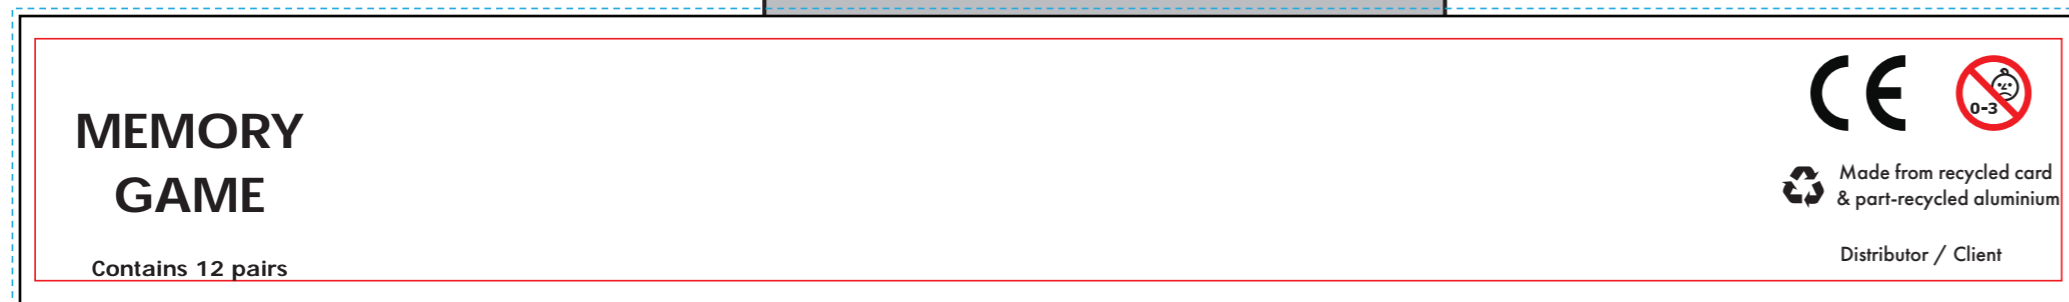 MEMORY
GAME
Contains 12 pairs
CE
0-3
Made from recycled card
& part-recycled aluminium
Distributor / Client